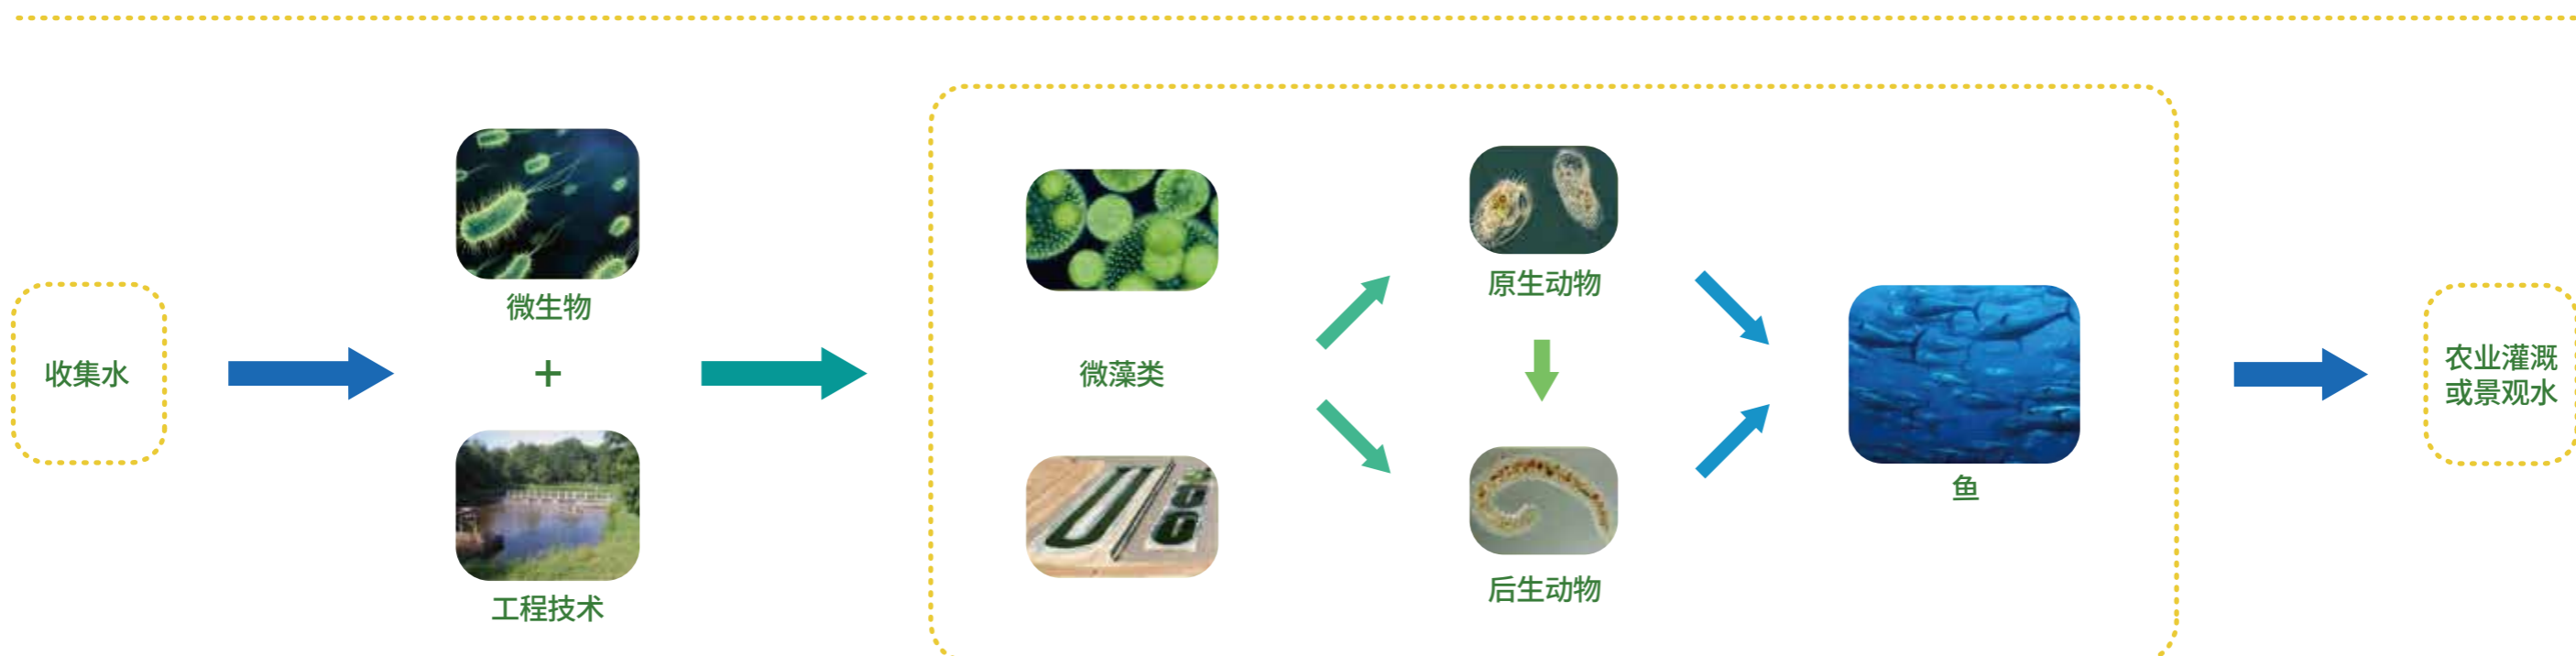 收集水
微生物
+
工程技术
微藻类
原生动物
后生动物
鱼
农业灌溉
或景观水